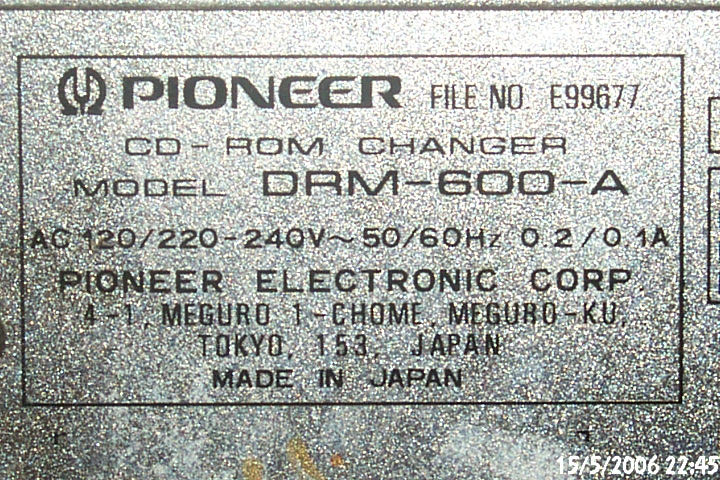 PIONEER FILE NO. E99677
CD-ROM CHANGER
MODEL DRM-600-A
AC 120/220-240V~50/60Hz 0.2/0.1A
PIONEER ELECTRONIC CORP.
4-1, MEGURO 1-CHOME, MEGURO-KU,
TOKYO, 153, JAPAN
MADE IN JAPAN
15/5/2006 22:45